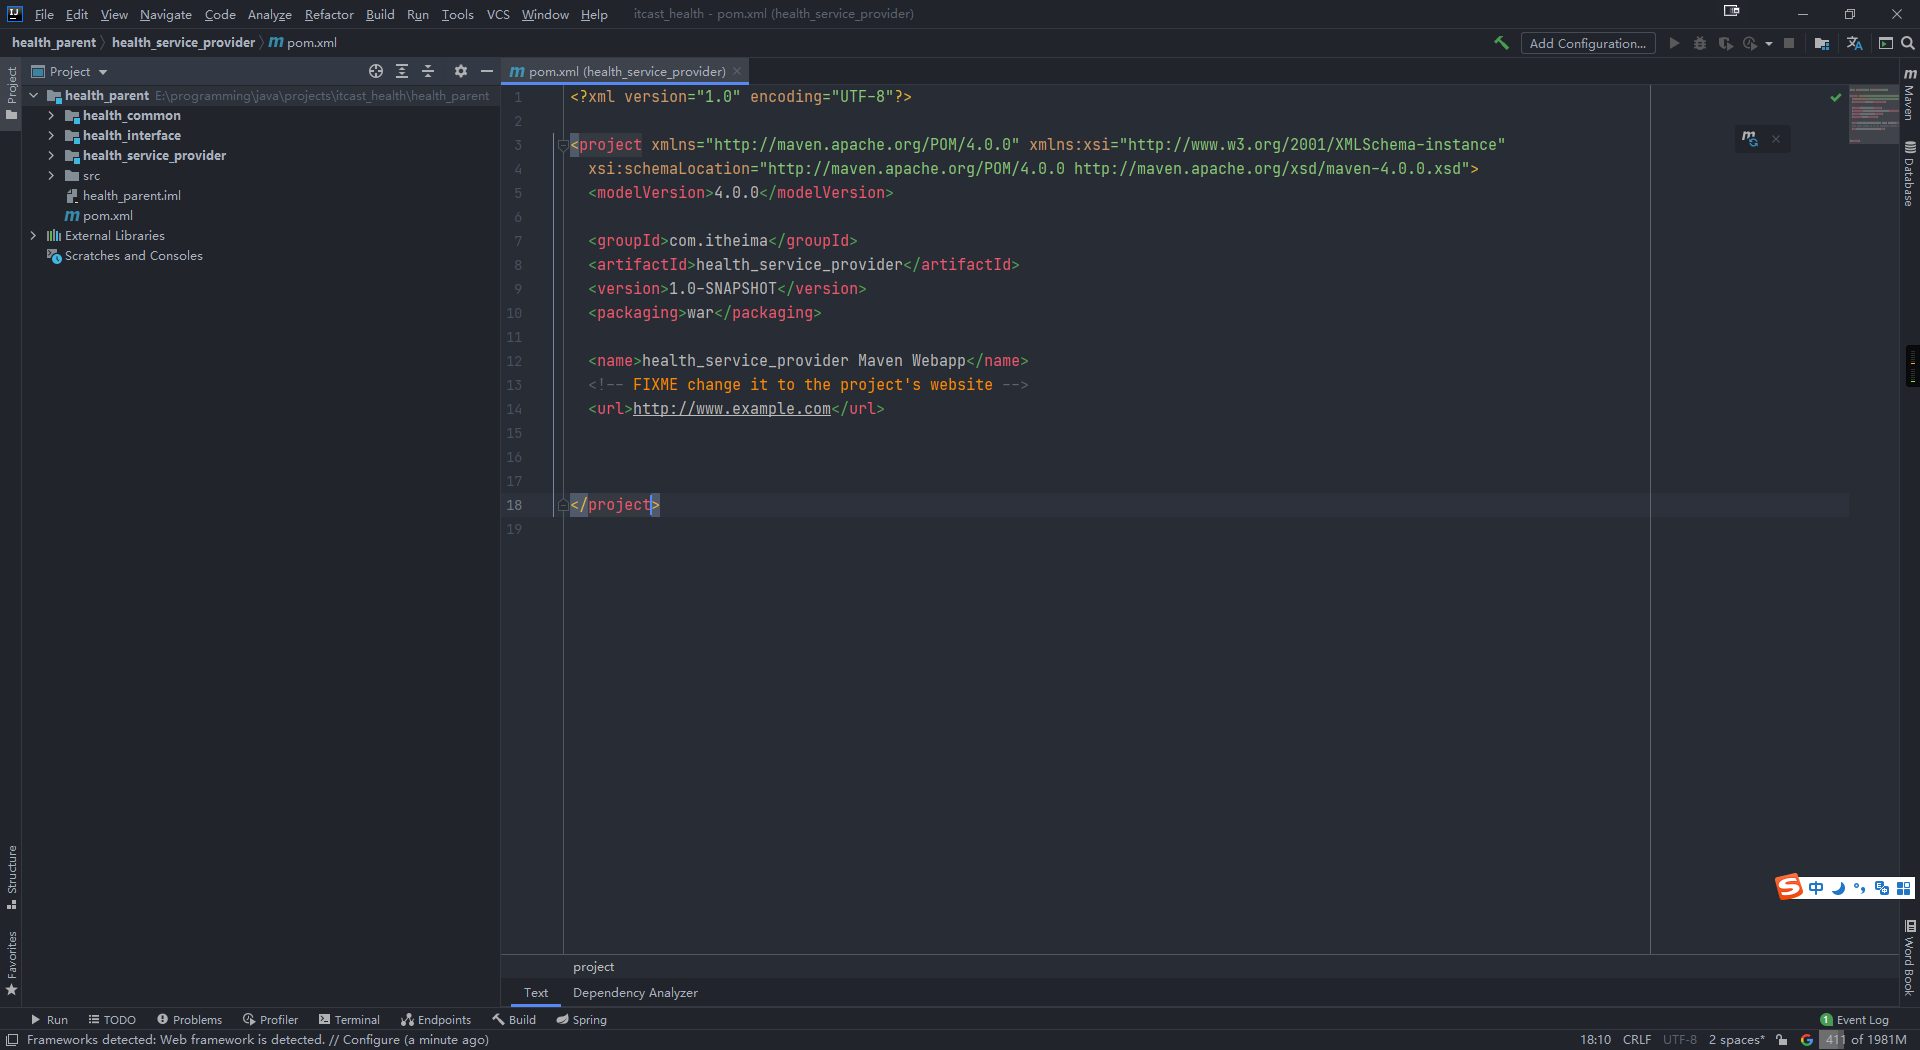 File Edit View Navigate Code Analyze Refactor Build Run Tools VCS Window Help itcast_health - pom.xml (health_service_provider)
health_parent health_service_provider m pom.xml
Add Configuration...
Project
Project
pom.xml (health_service_provider)
health_parent E:\programming\java\projects\itcast_health\health_parent
health_common
health_interface
health_service_provider
src
health_parent.iml
m pom.xml
External Libraries
Scratches and Consoles
1 <?xml version="1.0" encoding="UTF-8"?>
2
3 <project xmlns="http://maven.apache.org/POM/4.0.0" xmlns:xsi="http://www.w3.org/2001/XMLSchema-instance"
4 xsi:schemaLocation="http://maven.apache.org/POM/4.0.0 http://maven.apache.org/xsd/maven-4.0.0.xsd">
5 <modelVersion>4.0.0</modelVersion>
6
7 <groupId>com.itheima</groupId>
8 <artifactId>health_service_provider</artifactId>
9 <version>1.0-SNAPSHOT</version>
10 <packaging>war</packaging>
11
12 <name>health_service_provider Maven Webapp</name>
13 <!-- FIXME change it to the project's website -->
14 <url>http://www.example.com</url>
15
16
17
18 </project>
19
Maven
Database
Word Book
Structure
Favorites
中
project
Text Dependency Analyzer
Run TODO Problems Profiler Terminal Endpoints Build Spring 1 Event Log
Frameworks detected: Web framework is detected. // Configure (a minute ago) 18:10 CRLF UTF-8 2 spaces* 411 of 1981M